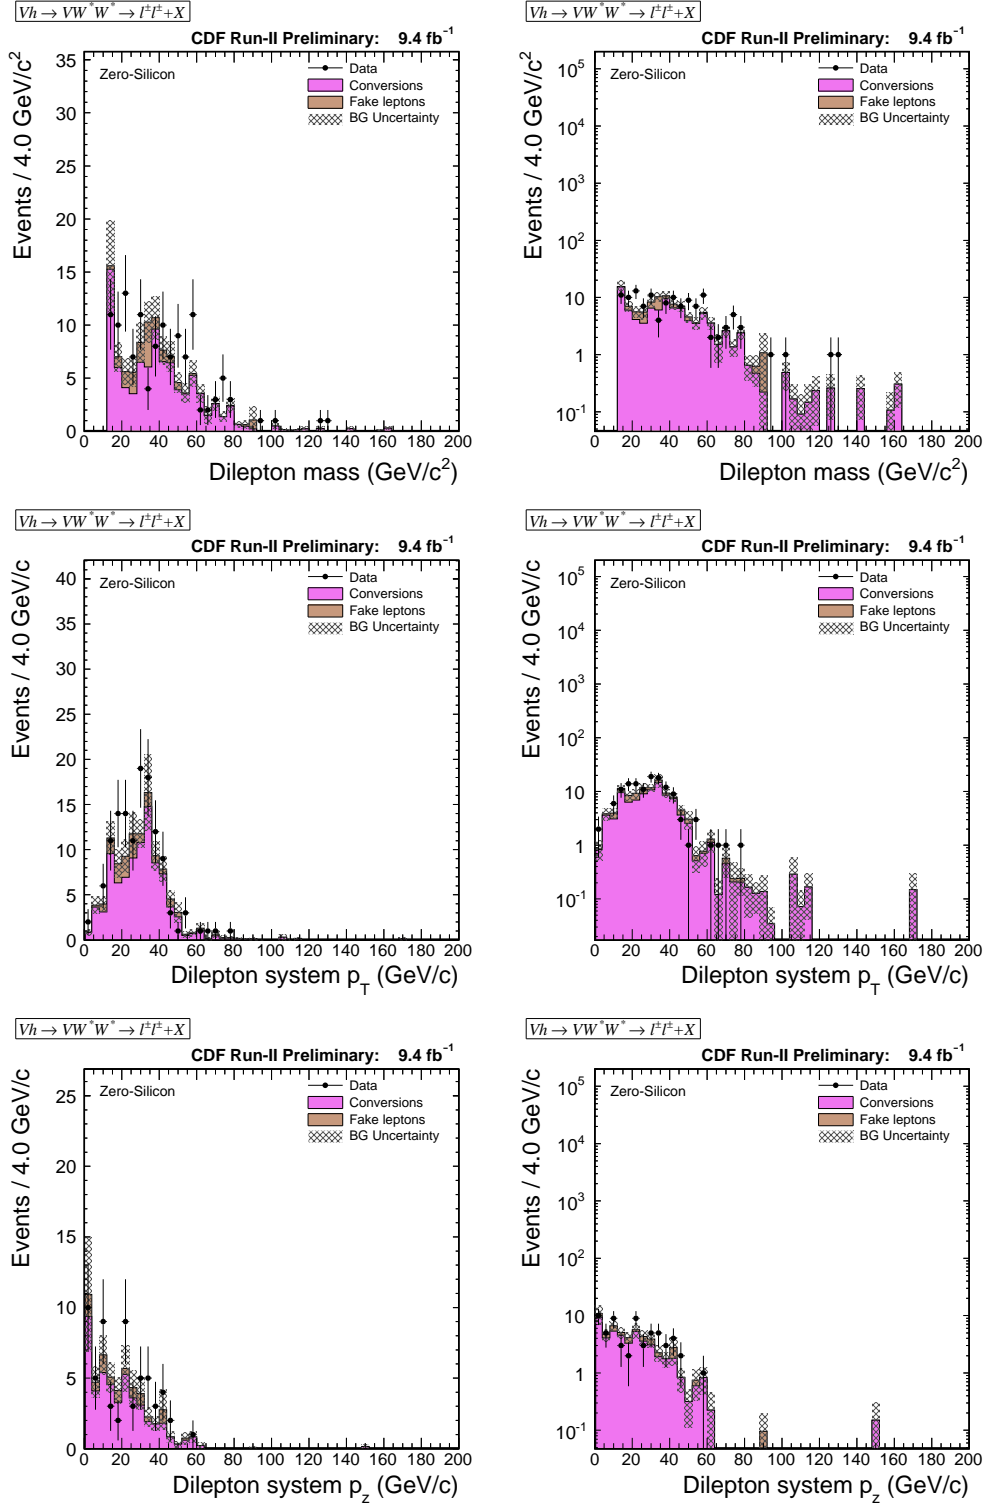 Vh → VW*W* → l±l±+X
CDF Run-II Preliminary: 9.4 fb⁻¹
Events / 4.0 GeV/c²
Zero-Silicon
Data
Conversions
Fake leptons
BG Uncertainty
35
30
25
20
15
10
5
0
0 20 40 60 80 100 120 140 160 180 200
Dilepton mass (GeV/c²)
Vh → VW*W* → l±l±+X
CDF Run-II Preliminary: 9.4 fb⁻¹
Events / 4.0 GeV/c²
Zero-Silicon
Data
Conversions
Fake leptons
BG Uncertainty
10⁵
10⁴
10³
10²
10
1
10⁻¹
0 20 40 60 80 100 120 140 160 180 200
Dilepton mass (GeV/c²)
Vh → VW*W* → l±l±+X
CDF Run-II Preliminary: 9.4 fb⁻¹
Events / 4.0 GeV/c
Zero-Silicon
Data
Conversions
Fake leptons
BG Uncertainty
40
35
30
25
20
15
10
5
0
0 20 40 60 80 100 120 140 160 180 200
Dilepton system p_T (GeV/c)
Vh → VW*W* → l±l±+X
CDF Run-II Preliminary: 9.4 fb⁻¹
Events / 4.0 GeV/c
Zero-Silicon
Data
Conversions
Fake leptons
BG Uncertainty
10⁵
10⁴
10³
10²
10
1
10⁻¹
0 20 40 60 80 100 120 140 160 180 200
Dilepton system p_T (GeV/c)
Vh → VW*W* → l±l±+X
CDF Run-II Preliminary: 9.4 fb⁻¹
Events / 4.0 GeV/c
Zero-Silicon
Data
Conversions
Fake leptons
BG Uncertainty
25
20
15
10
5
0
0 20 40 60 80 100 120 140 160 180 200
Dilepton system p_z (GeV/c)
Vh → VW*W* → l±l±+X
CDF Run-II Preliminary: 9.4 fb⁻¹
Events / 4.0 GeV/c
Zero-Silicon
Data
Conversions
Fake leptons
BG Uncertainty
10⁵
10⁴
10³
10²
10
1
10⁻¹
0 20 40 60 80 100 120 140 160 180 200
Dilepton system p_z (GeV/c)